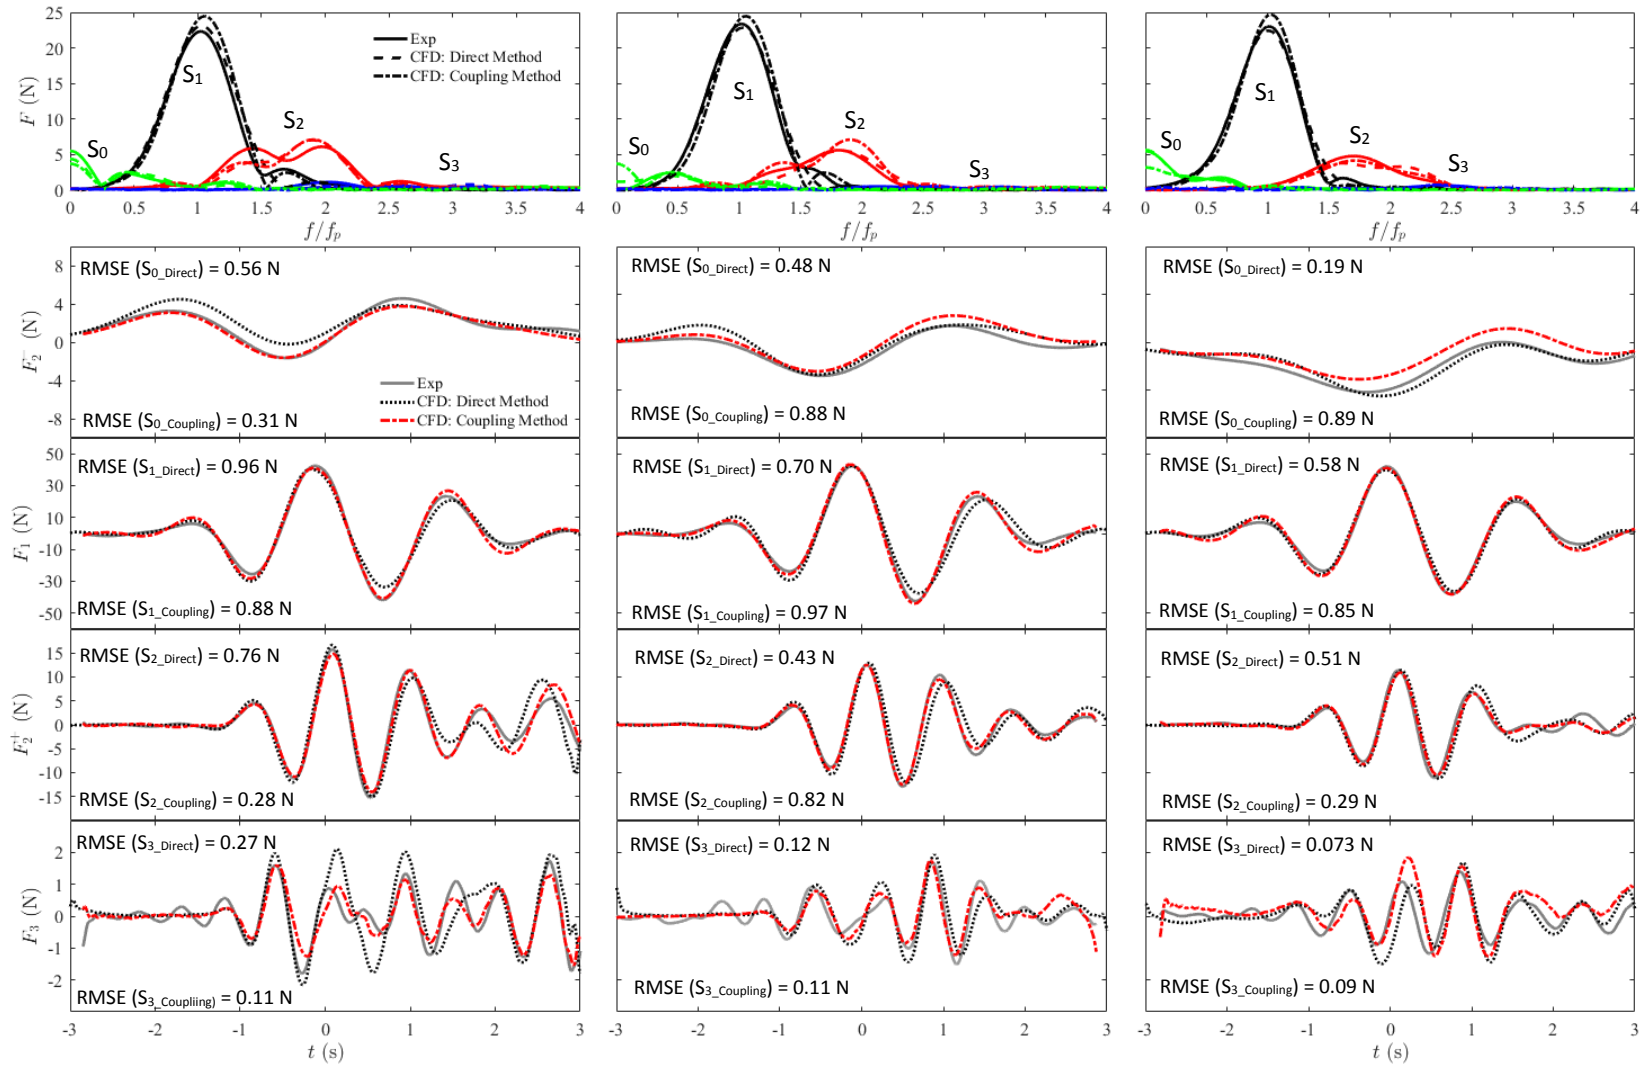 25
20
15
10
5
0
F (N)
S0
S1
S2
S3
Exp
CFD: Direct Method
CFD: Coupling Method
0 0.5 1 1.5 2 2.5 3 3.5 4
f/fp
S0
S1
S2
S3
0 0.5 1 1.5 2 2.5 3 3.5 4
f/fp
S0
S1
S2
S3
0 0.5 1 1.5 2 2.5 3 3.5 4
f/fp
8
4
0
-4
-8
F2− (N)
RMSE (S0_Direct) = 0.56 N
Exp
CFD: Direct Method
CFD: Coupling Method
RMSE (S0_Coupling) = 0.31 N
RMSE (S0_Direct) = 0.48 N
RMSE (S0_Coupling) = 0.88 N
RMSE (S0_Direct) = 0.19 N
RMSE (S0_Coupling) = 0.89 N
50
30
10
-10
-30
-50
F1 (N)
RMSE (S1_Direct) = 0.96 N
RMSE (S1_Coupling) = 0.88 N
RMSE (S1_Direct) = 0.70 N
RMSE (S1_Coupling) = 0.97 N
RMSE (S1_Direct) = 0.58 N
RMSE (S1_Coupling) = 0.85 N
15
10
5
0
-5
-10
-15
F2+ (N)
RMSE (S2_Direct) = 0.76 N
RMSE (S2_Coupling) = 0.28 N
RMSE (S2_Direct) = 0.43 N
RMSE (S2_Coupling) = 0.82 N
RMSE (S2_Direct) = 0.51 N
RMSE (S2_Coupling) = 0.29 N
2
1
0
-1
-2
F3 (N)
RMSE (S3_Direct) = 0.27 N
RMSE (S3_Coupliing) = 0.11 N
RMSE (S3_Direct) = 0.12 N
RMSE (S3_Coupling) = 0.11 N
RMSE (S3_Direct) = 0.073 N
RMSE (S3_Coupling) = 0.09 N
-3 -2 -1 0 1 2 3
t (s)
-3 -2 -1 0 1 2 3
-3 -2 -1 0 1 2 3
t (s)